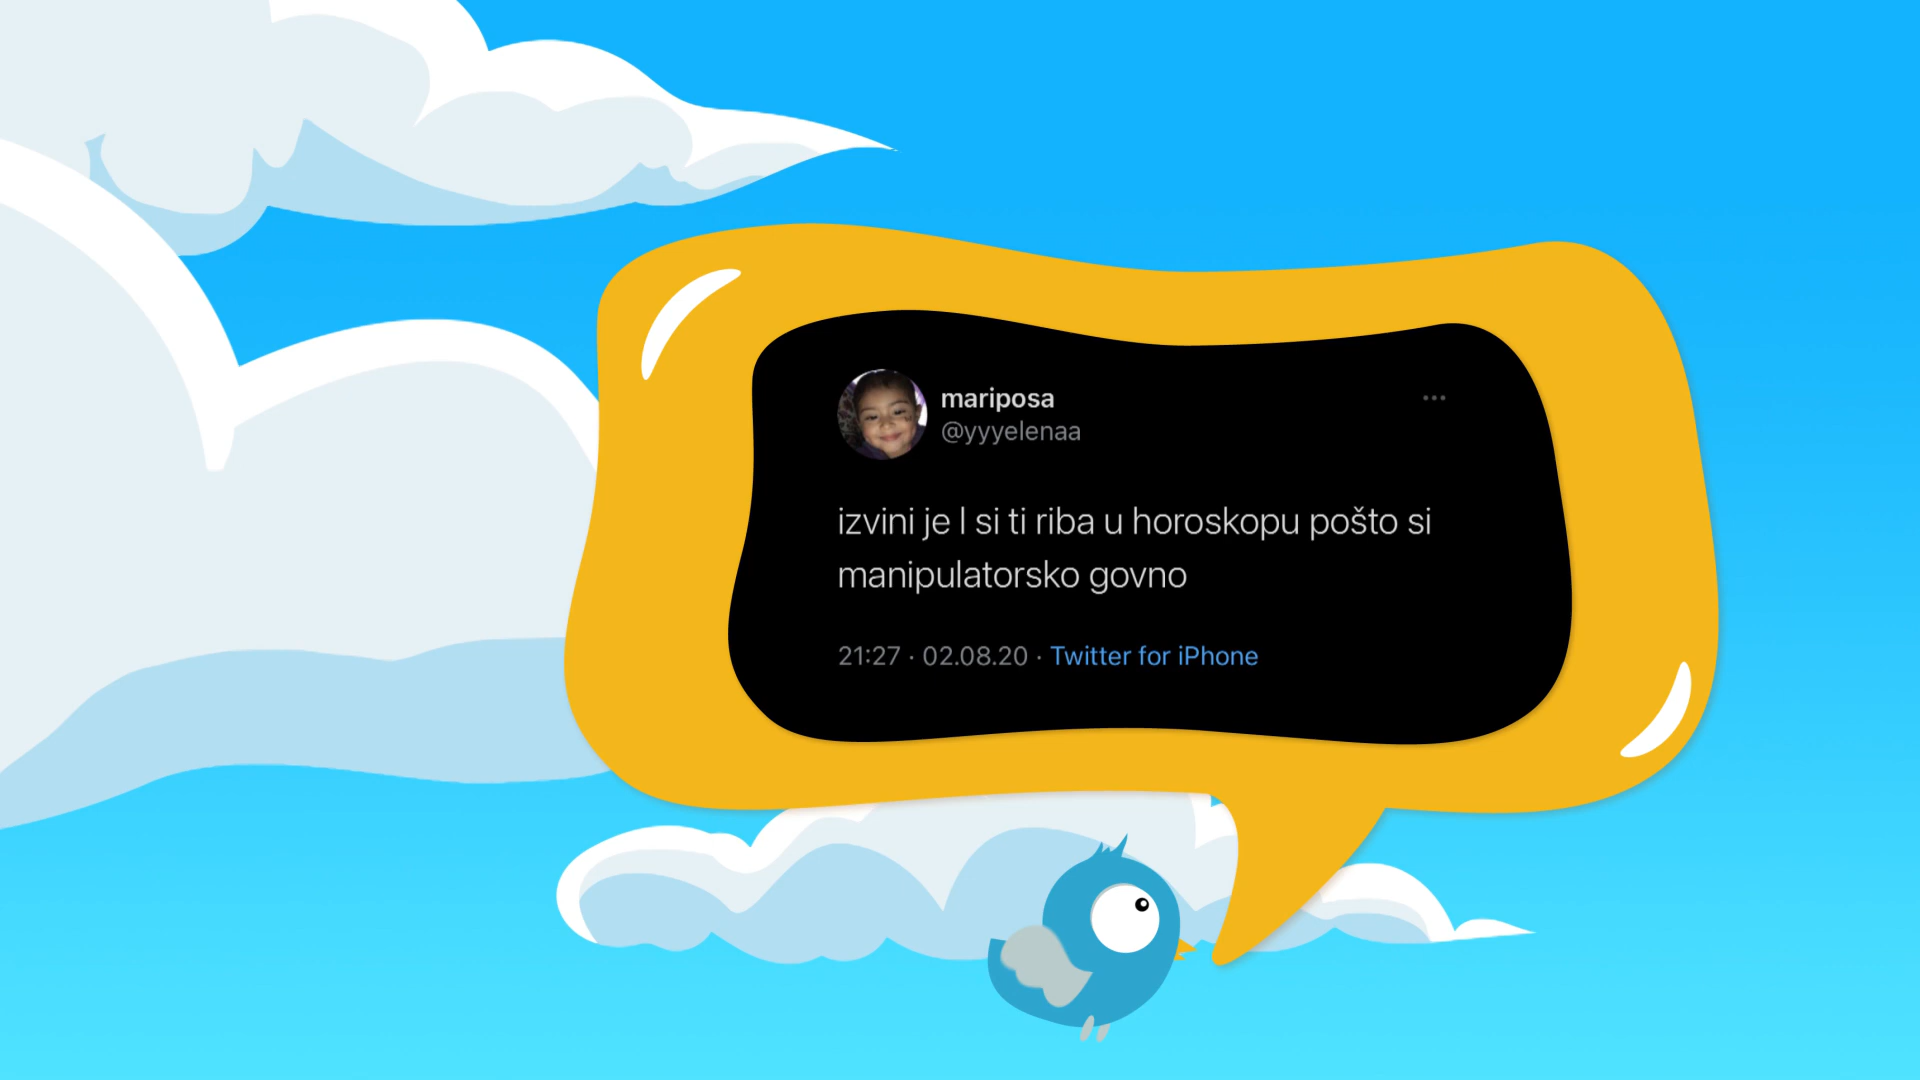 mariposa
@yyyelenaa
izvini je l si ti riba u horoskopu pošto si
manipulatorsko govno
21:27 · 02.08.20 · Twitter for iPhone